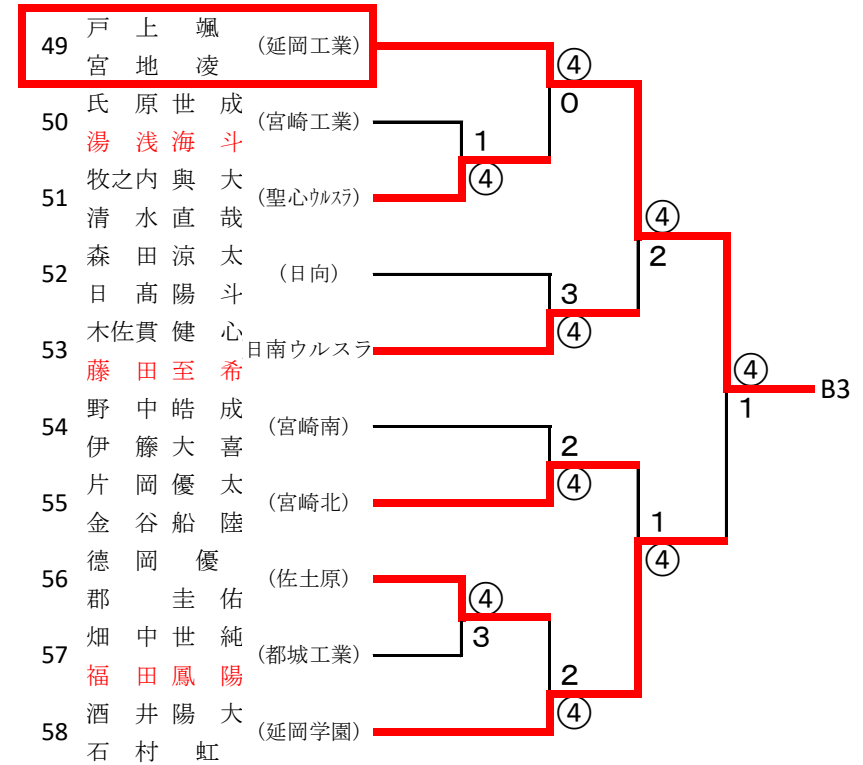 49 戸上颯 (延岡工業)
宮地凌
④
0
50 氏原世成 (宮崎工業)
湯浅海斗
1
④
51 牧之内與大 (聖心ウルスラ)
清水直哉
④
2
52 森田涼太 (日向)
日髙陽斗
3
④
53 木佐貫健心 日南ウルスラ
藤田至希
④
1
B3
54 野中皓成 (宮崎南)
伊籐大喜
2
④
55 片岡優太 (宮崎北)
金谷船陸
1
④
56 德岡優 (佐土原)
郡圭佑
④
3
57 畑中世純 (都城工業)
福田鳳陽
2
④
58 酒井陽大 (延岡学園)
石村虹